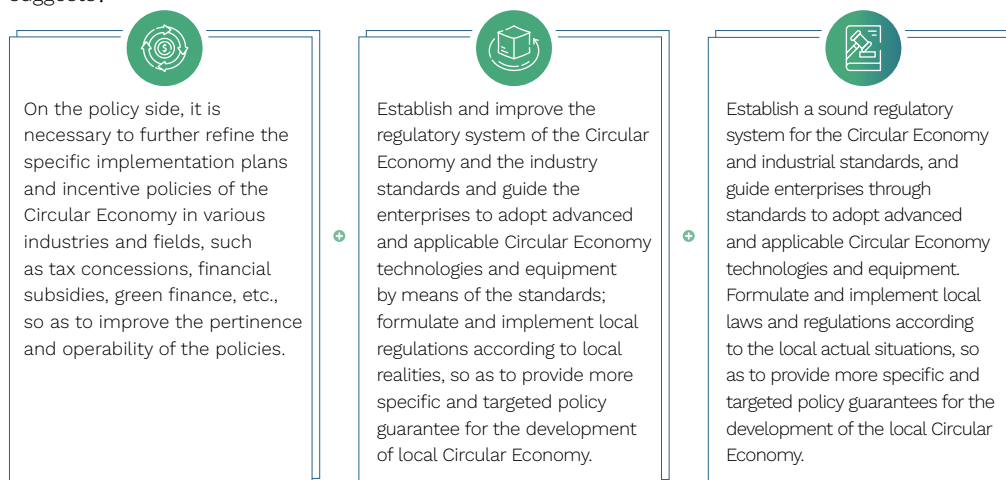 On the policy side, it is
necessary to further refine the
specific implementation plans
and incentive policies of the
Circular Economy in various
industries and fields, such
as tax concessions, financial
subsidies, green finance, etc.,
so as to improve the pertinence
and operability of the policies.
Establish and improve the
regulatory system of the Circular
Economy and the industry
standards and guide the
enterprises to adopt advanced
and applicable Circular Economy
technologies and equipment
by means of the standards;
formulate and implement local
regulations according to local
realities, so as to provide more
specific and targeted policy
guarantee for the development
of local Circular Economy.
Establish a sound regulatory
system for the Circular Economy
and industrial standards, and
guide enterprises through
standards to adopt advanced
and applicable Circular Economy
technologies and equipment.
Formulate and implement local
laws and regulations according
to the local actual situations, so
as to provide more specific and
targeted policy guarantees for the
development of the local Circular
Economy.